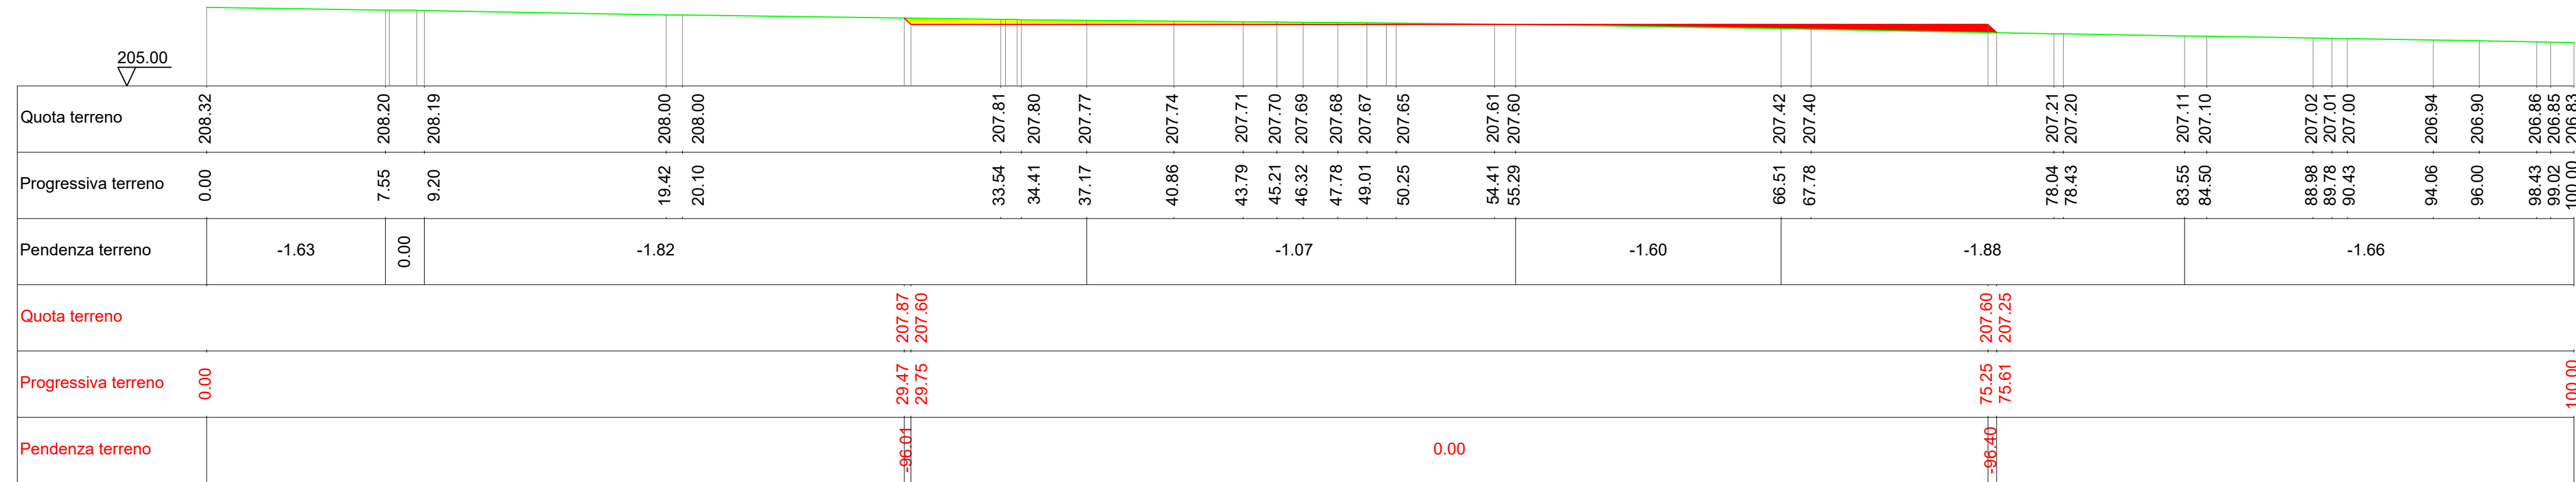 205.00
Quota terreno 208.32 208.20 208.19 208.00 208.00 207.81 207.80 207.77 207.74 207.71 207.70 207.69 207.68 207.67 207.65 207.61 207.60 207.42 207.40 207.21 207.20 207.11 207.10 207.02 207.01 207.00 206.94 206.90 206.86 206.85 206.83
Progressiva terreno 0.00 7.55 9.20 19.42 20.10 33.54 34.41 37.17 40.86 43.79 45.21 46.32 47.78 49.01 50.25 54.41 55.29 66.51 67.78 78.04 78.43 83.55 84.50 88.98 89.78 90.43 94.06 96.00 98.43 99.02 100.00
Pendenza terreno -1.63 0.00 -1.82 -1.07 -1.60 -1.88 -1.66
Quota terreno 207.87 207.60 207.60 207.25
Progressiva terreno 0.00 29.47 29.75 75.25 75.61 100.00
Pendenza terreno -96.01 0.00 -96.40